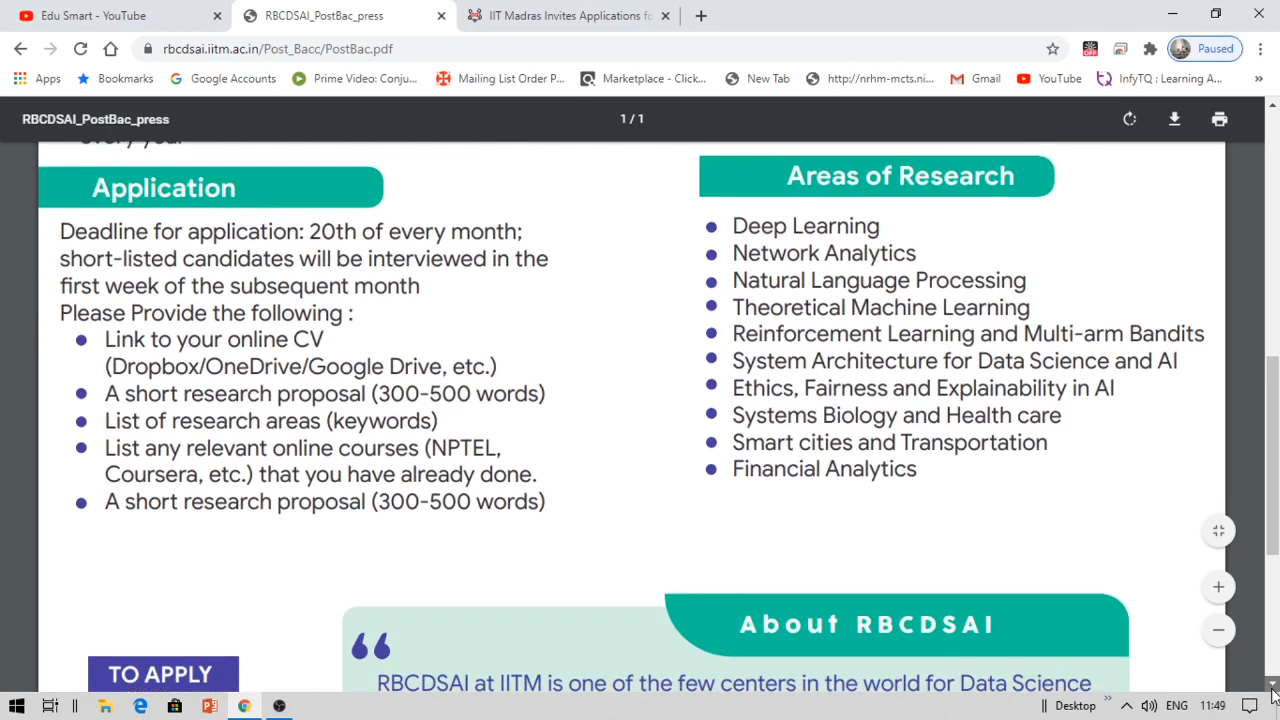 Edu Smart - YouTube
RBCDSAI_PostBac_press
IIT Madras Invites Applications fo
rbcdsai.iitm.ac.in/Post_Bacc/PostBac.pdf
OFF
Paused
Apps
Bookmarks
Google Accounts
Prime Video: Conju...
Mailing List Order P...
Marketplace - Click...
New Tab
http://nrhm-mcts.ni...
Gmail
YouTube
InfyTQ : Learning A...
»
RBCDSAI_PostBac_press
1 / 1
every year
Application
Deadline for application: 20th of every month;
short-listed candidates will be interviewed in the
first week of the subsequent month
Please Provide the following :
Link to your online CV
(Dropbox/OneDrive/Google Drive, etc.)
A short research proposal (300-500 words)
List of research areas (keywords)
List any relevant online courses (NPTEL,
Coursera, etc.) that you have already done.
A short research proposal (300-500 words)
Areas of Research
Deep Learning
Network Analytics
Natural Language Processing
Theoretical Machine Learning
Reinforcement Learning and Multi-arm Bandits
System Architecture for Data Science and AI
Ethics, Fairness and Explainability in AI
Systems Biology and Health care
Smart cities and Transportation
Financial Analytics
About RBCDSAI
TO APPLY
RBCDSAI at IITM is one of the few centers in the world for Data Science
Desktop
»
ENG
11:49